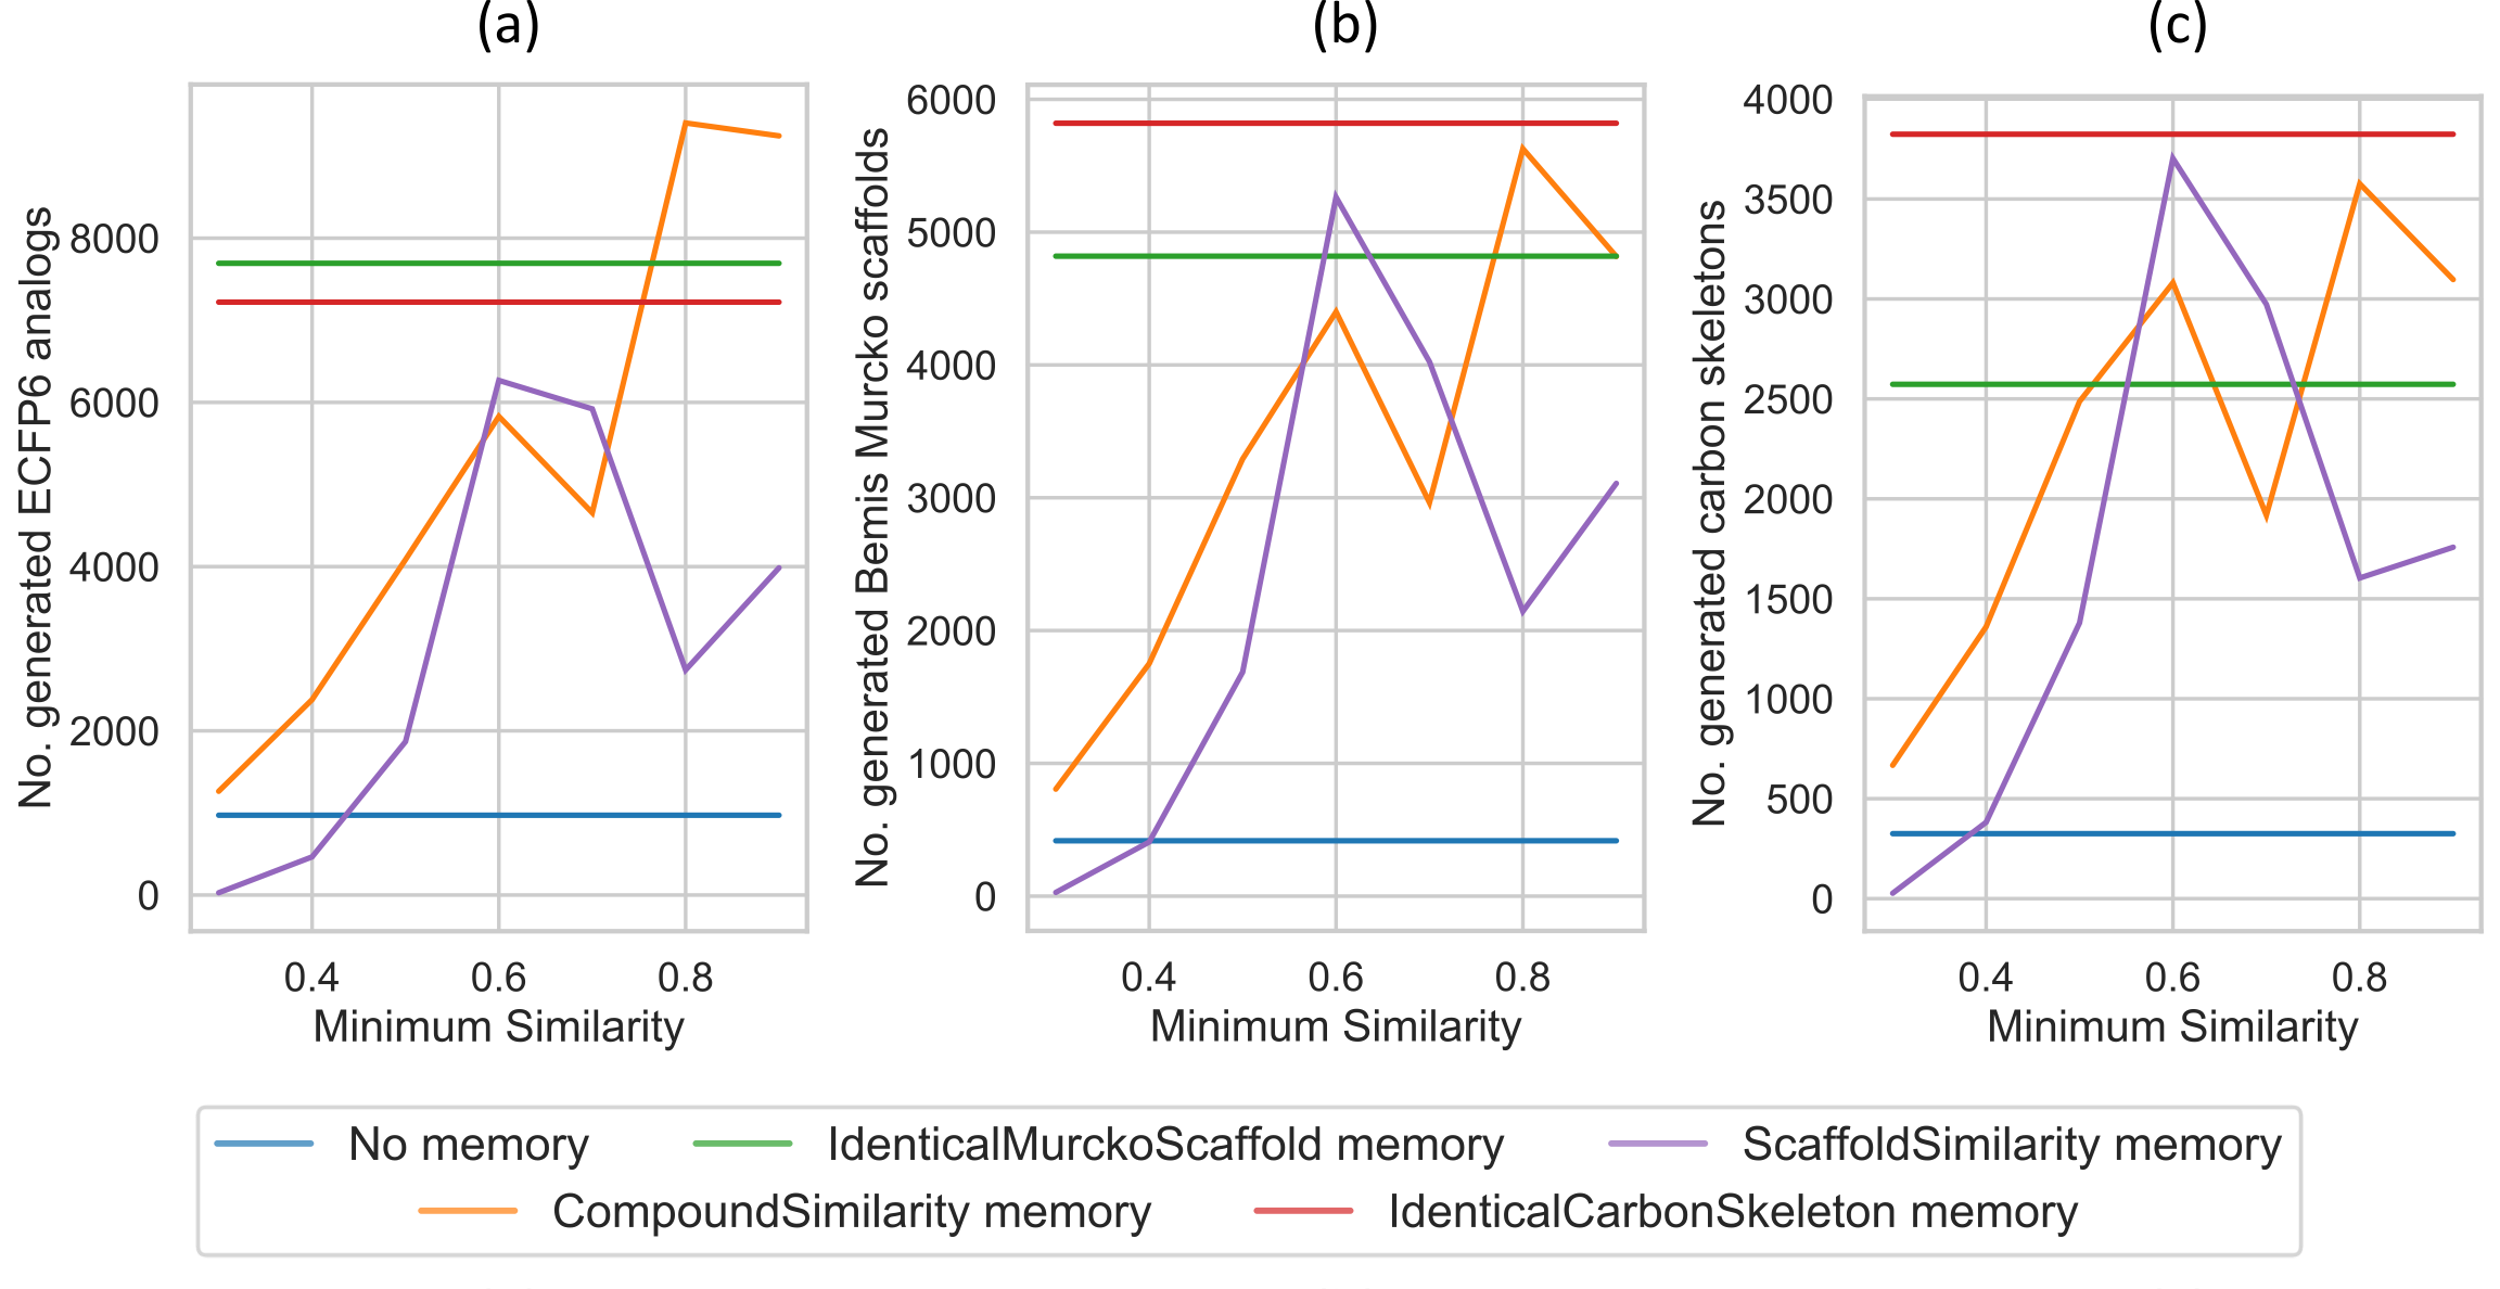 (a)
No. generated ECFP6 analogs
8000
6000
4000
2000
0
0.4 0.6 0.8
Minimum Similarity
(b)
No. generated Bemis Murcko scaffolds
6000
5000
4000
3000
2000
1000
0
0.4 0.6 0.8
Minimum Similarity
(c)
No. generated carbon skeletons
4000
3500
3000
2500
2000
1500
1000
500
0
0.4 0.6 0.8
Minimum Similarity
No memory IdenticalMurckoScaffold memory ScaffoldSimilarity memory
CompoundSimilarity memory IdenticalCarbonSkeleton memory